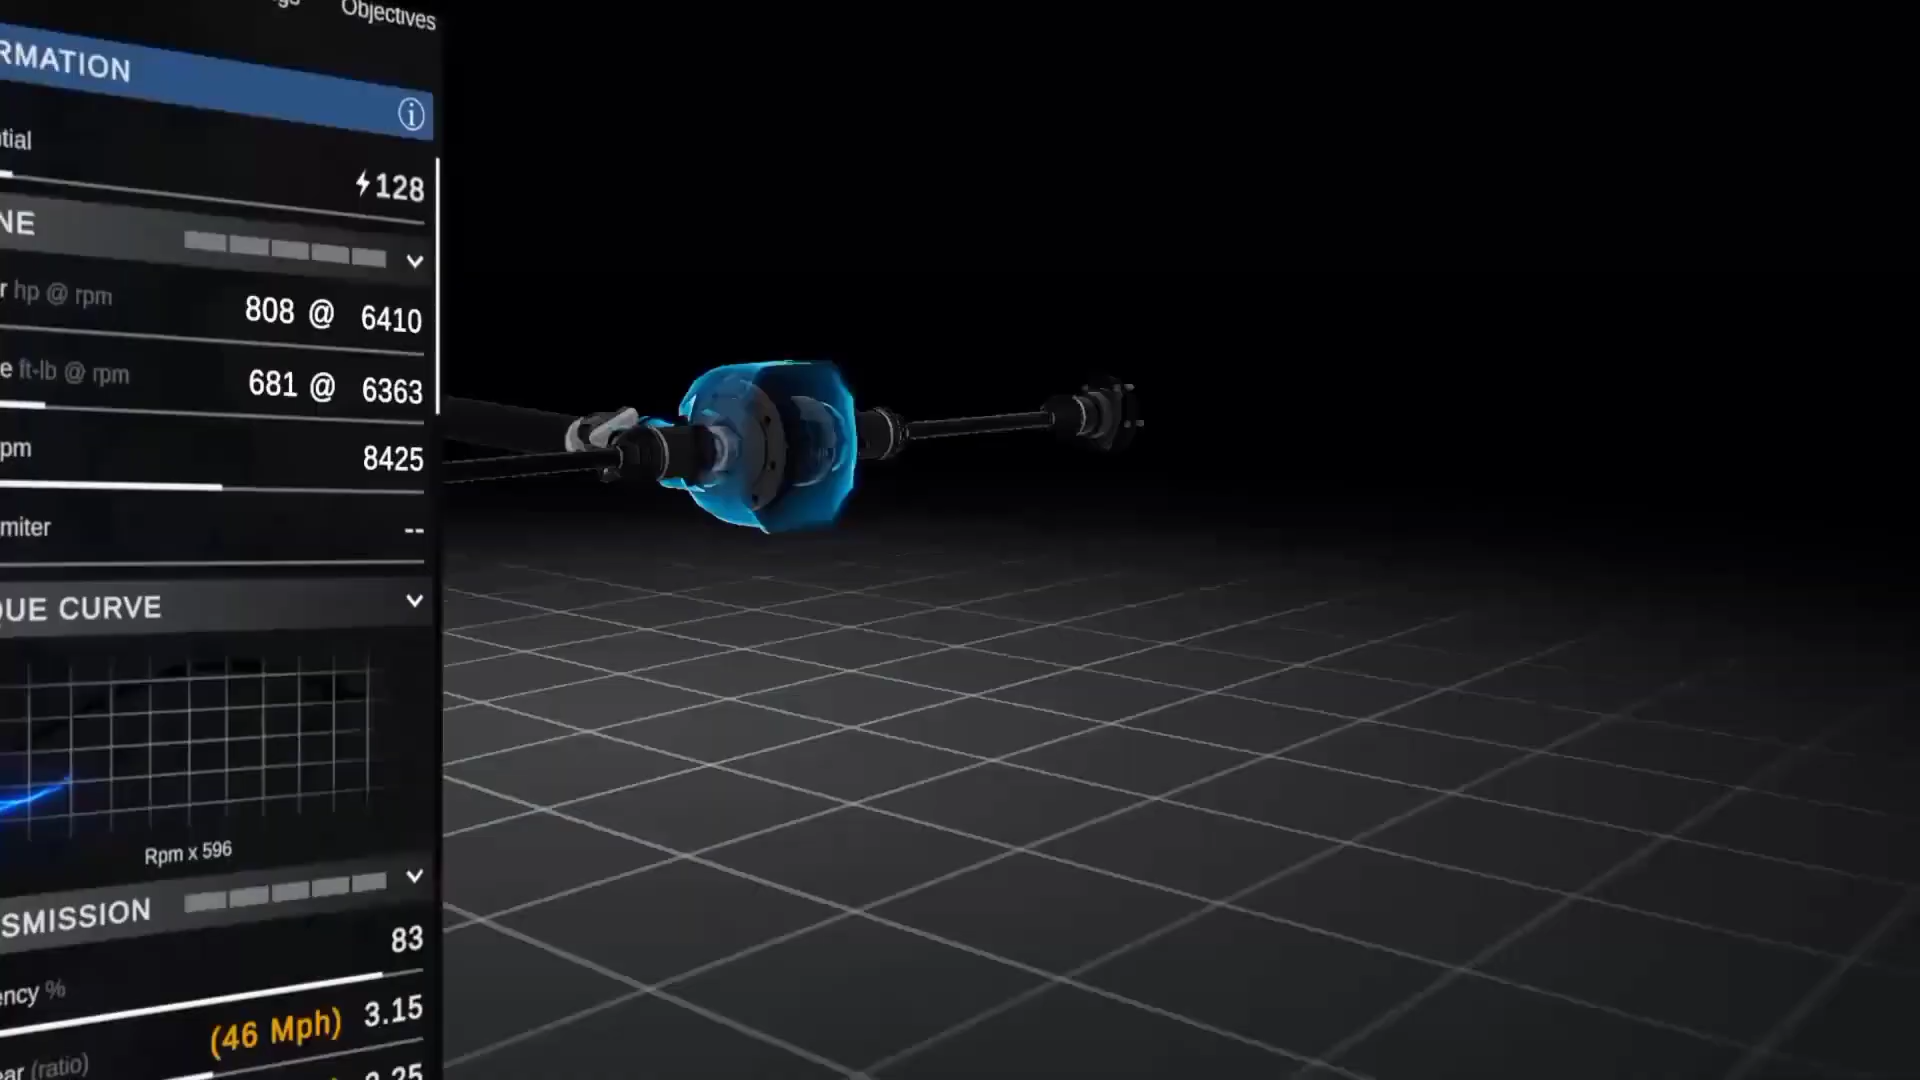 Objectives
RMATION
tial
128
NE
r hp @ rpm
808 @ 6410
e ft-lb @ rpm
681 @ 6363
pm
8425
miter
--
QUE CURVE
Rpm x 596
SMISSION
83
ency %
(46 Mph) 3.15
ear (ratio)